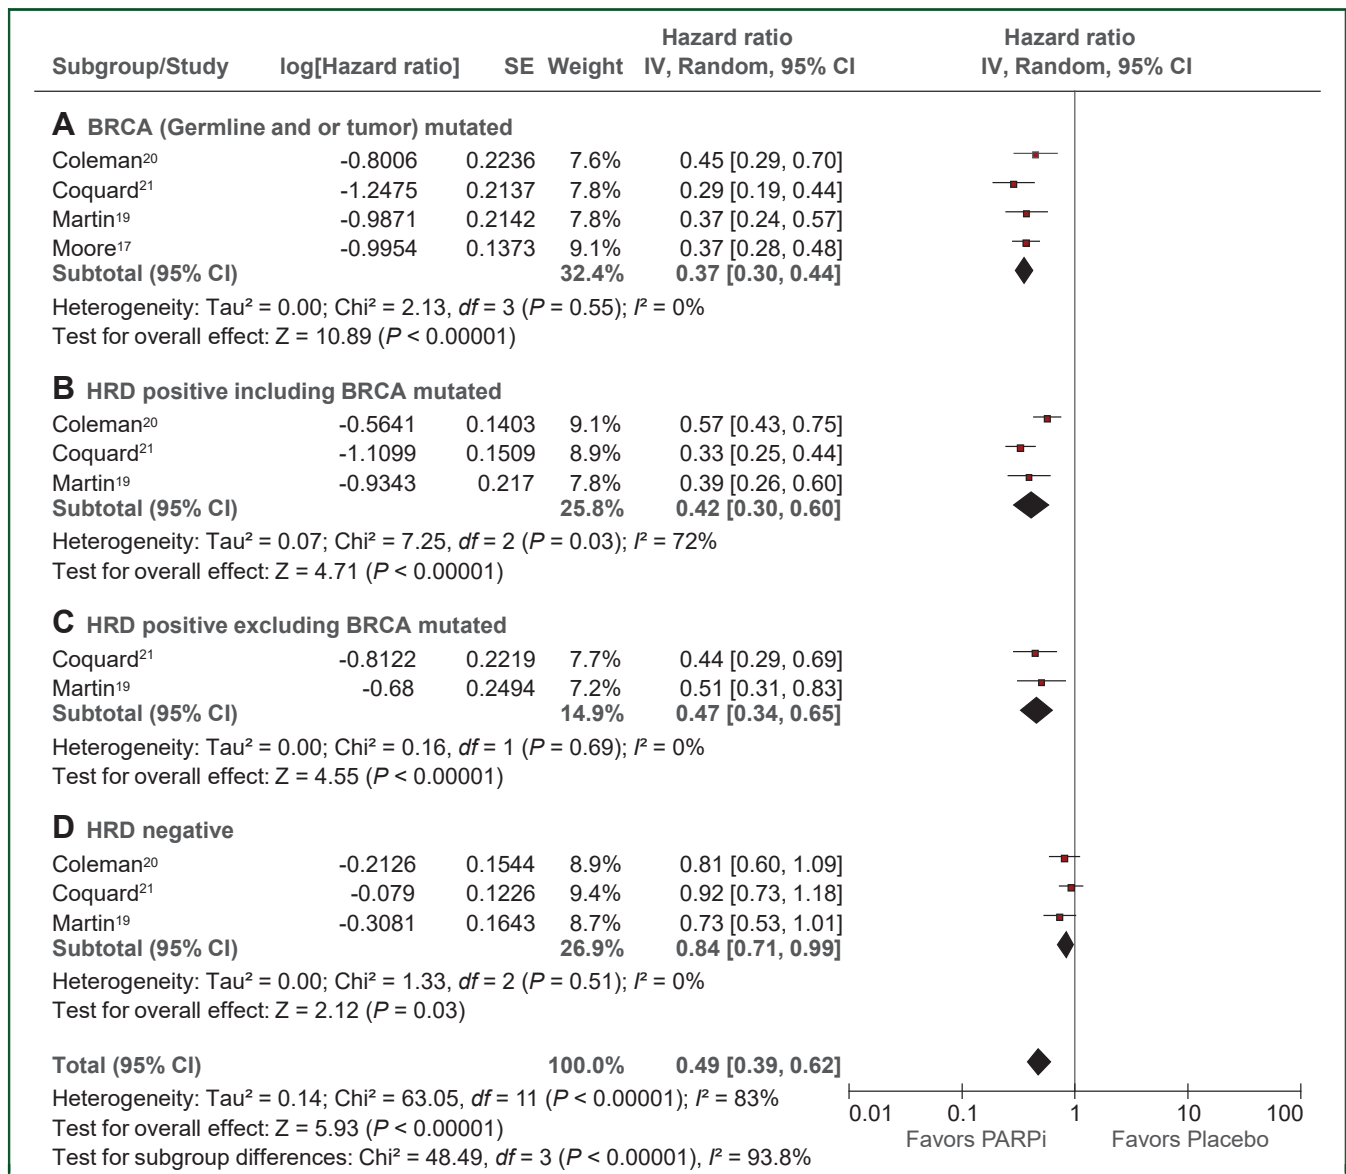 Hazard ratio Hazard ratio
Subgroup/Study log[Hazard ratio] SE Weight IV, Random, 95% CI IV, Random, 95% CI
A BRCA (Germline and or tumor) mutated
Coleman²⁰ -0.8006 0.2236 7.6% 0.45 [0.29, 0.70]
Coquard²¹ -1.2475 0.2137 7.8% 0.29 [0.19, 0.44]
Martin¹⁹ -0.9871 0.2142 7.8% 0.37 [0.24, 0.57]
Moore¹⁷ -0.9954 0.1373 9.1% 0.37 [0.28, 0.48]
Subtotal (95% CI) 32.4% 0.37 [0.30, 0.44]
Heterogeneity: Tau² = 0.00; Chi² = 2.13, df = 3 (P = 0.55); I² = 0%
Test for overall effect: Z = 10.89 (P < 0.00001)
B HRD positive including BRCA mutated
Coleman²⁰ -0.5641 0.1403 9.1% 0.57 [0.43, 0.75]
Coquard²¹ -1.1099 0.1509 8.9% 0.33 [0.25, 0.44]
Martin¹⁹ -0.9343 0.217 7.8% 0.39 [0.26, 0.60]
Subtotal (95% CI) 25.8% 0.42 [0.30, 0.60]
Heterogeneity: Tau² = 0.07; Chi² = 7.25, df = 2 (P = 0.03); I² = 72%
Test for overall effect: Z = 4.71 (P < 0.00001)
C HRD positive excluding BRCA mutated
Coquard²¹ -0.8122 0.2219 7.7% 0.44 [0.29, 0.69]
Martin¹⁹ -0.68 0.2494 7.2% 0.51 [0.31, 0.83]
Subtotal (95% CI) 14.9% 0.47 [0.34, 0.65]
Heterogeneity: Tau² = 0.00; Chi² = 0.16, df = 1 (P = 0.69); I² = 0%
Test for overall effect: Z = 4.55 (P < 0.00001)
D HRD negative
Coleman²⁰ -0.2126 0.1544 8.9% 0.81 [0.60, 1.09]
Coquard²¹ -0.079 0.1226 9.4% 0.92 [0.73, 1.18]
Martin¹⁹ -0.3081 0.1643 8.7% 0.73 [0.53, 1.01]
Subtotal (95% CI) 26.9% 0.84 [0.71, 0.99]
Heterogeneity: Tau² = 0.00; Chi² = 1.33, df = 2 (P = 0.51); I² = 0%
Test for overall effect: Z = 2.12 (P = 0.03)
Total (95% CI) 100.0% 0.49 [0.39, 0.62]
Heterogeneity: Tau² = 0.14; Chi² = 63.05, df = 11 (P < 0.00001); I² = 83%
0.01 0.1 1 10 100
Test for overall effect: Z = 5.93 (P < 0.00001)
Favors PARPi Favors Placebo
Test for subgroup differences: Chi² = 48.49, df = 3 (P < 0.00001), I² = 93.8%